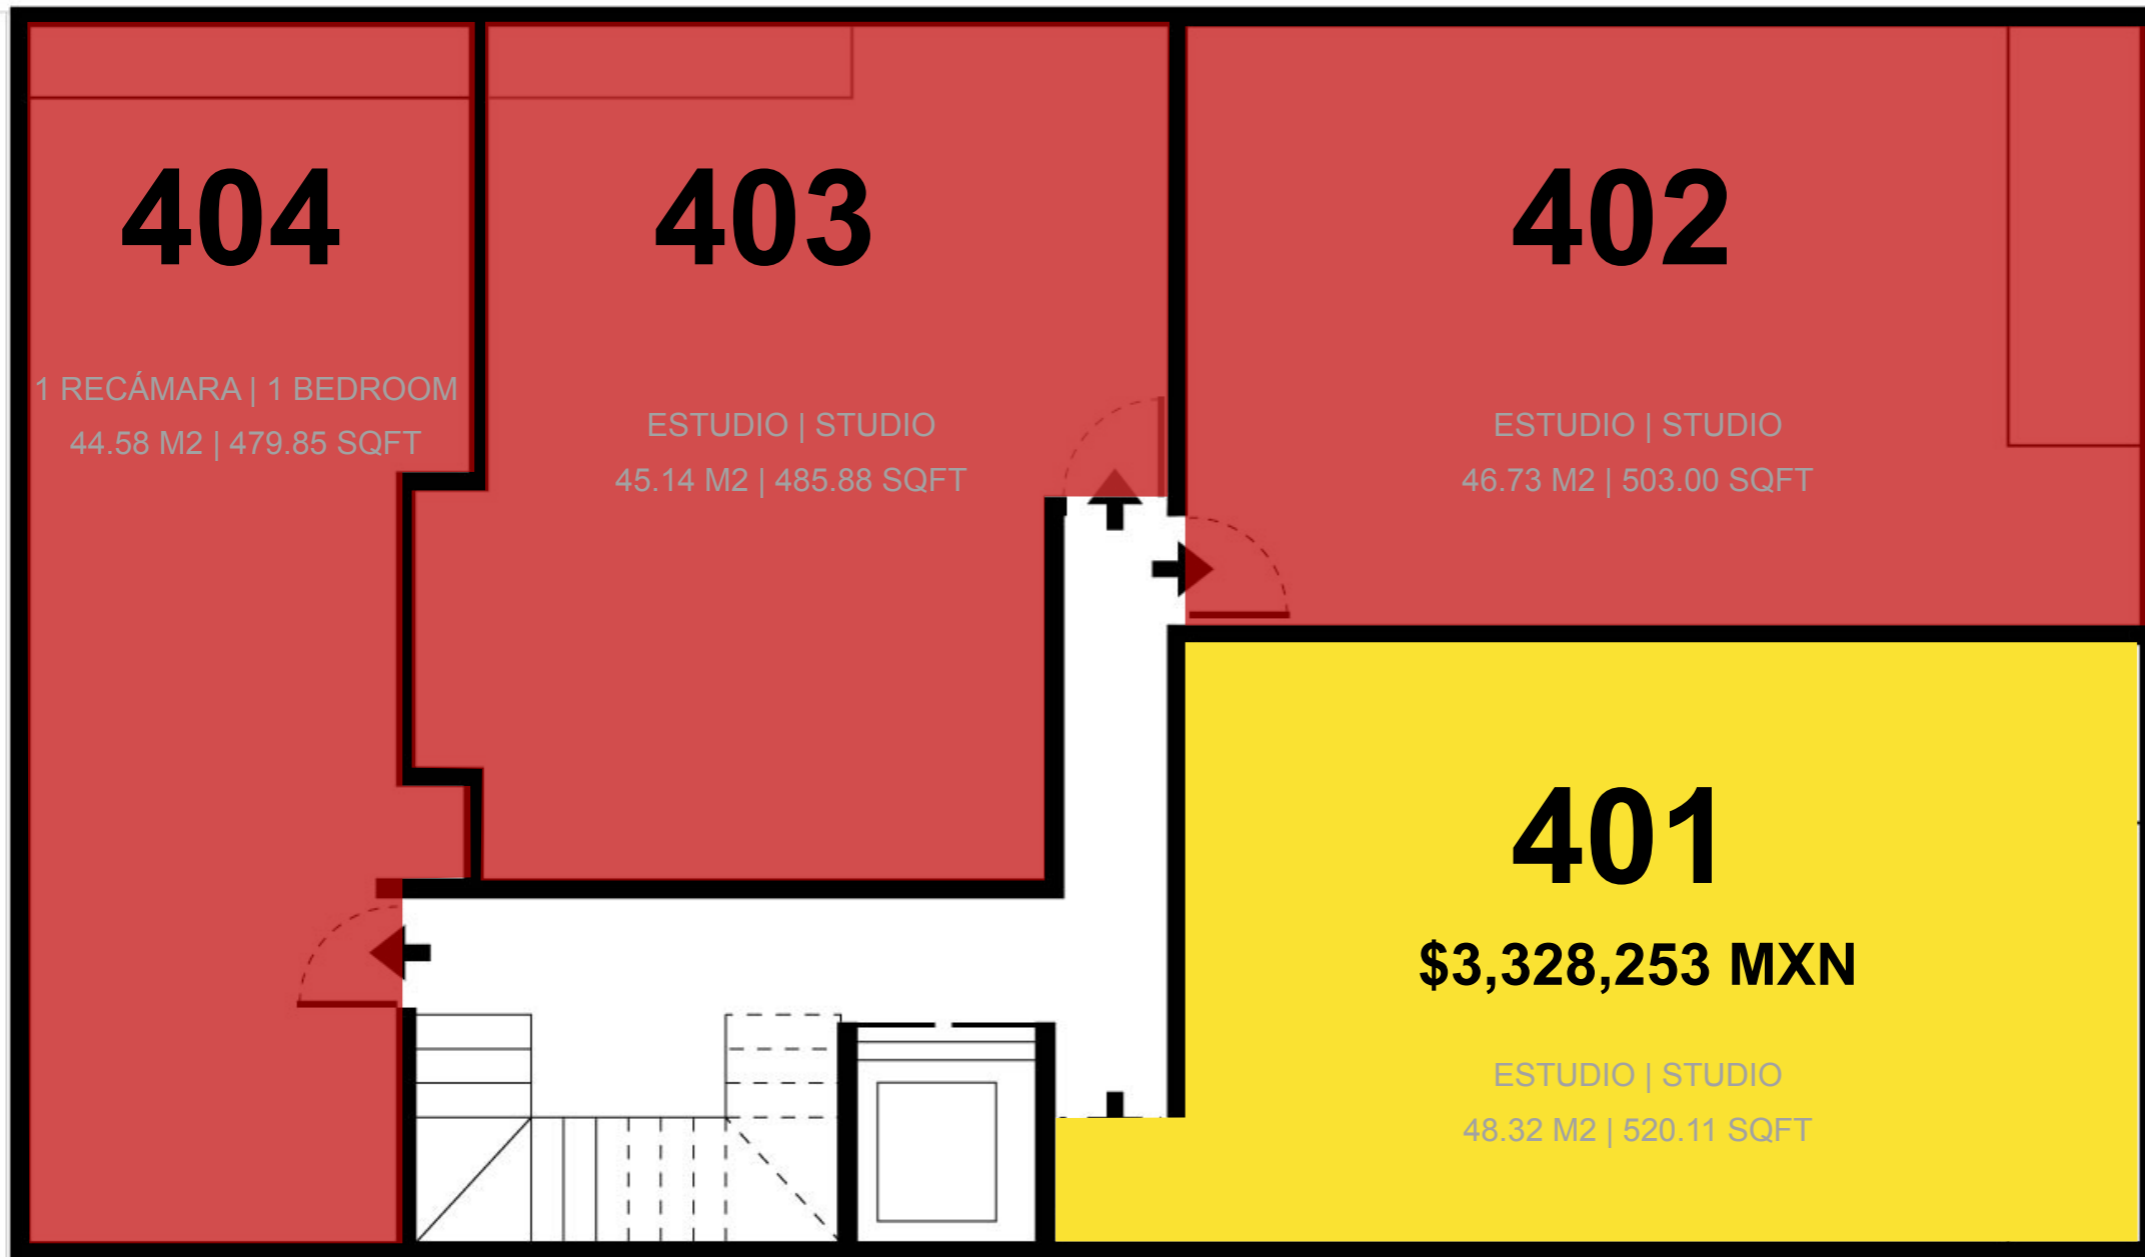 404
1 RECÁMARA | 1 BEDROOM
44.58 M2 | 479.85 SQFT
403
ESTUDIO | STUDIO
45.14 M2 | 485.88 SQFT
402
ESTUDIO | STUDIO
46.73 M2 | 503.00 SQFT
401
$3,328,253 MXN
ESTUDIO | STUDIO
48.32 M2 | 520.11 SQFT